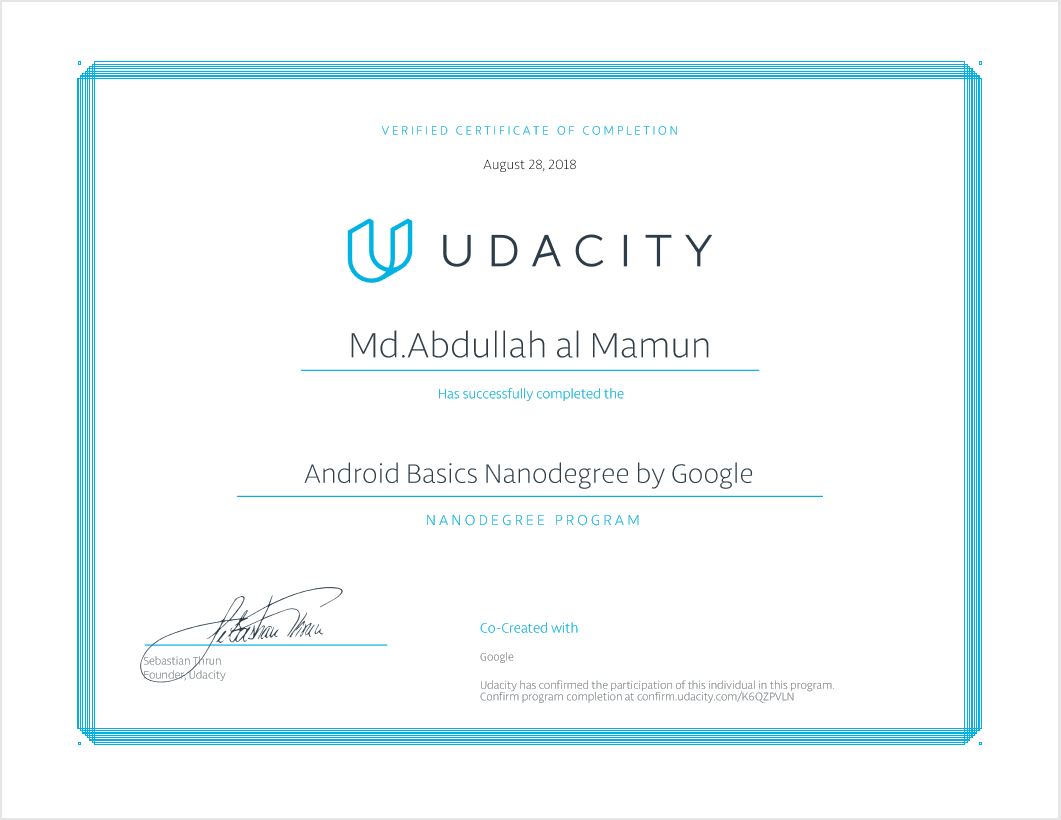 VERIFIED CERTIFICATE OF COMPLETION
August 28, 2018
UDACITY
Md.Abdullah al Mamun
Has successfully completed the
Android Basics Nanodegree by Google
NANODEGREE PROGRAM
Sebastian Thrun
Sebastian Thrun
Founder, Udacity
Co-Created with
Google
Udacity has confirmed the participation of this individual in this program.
Confirm program completion at confirm.udacity.com/K6QZPVLN